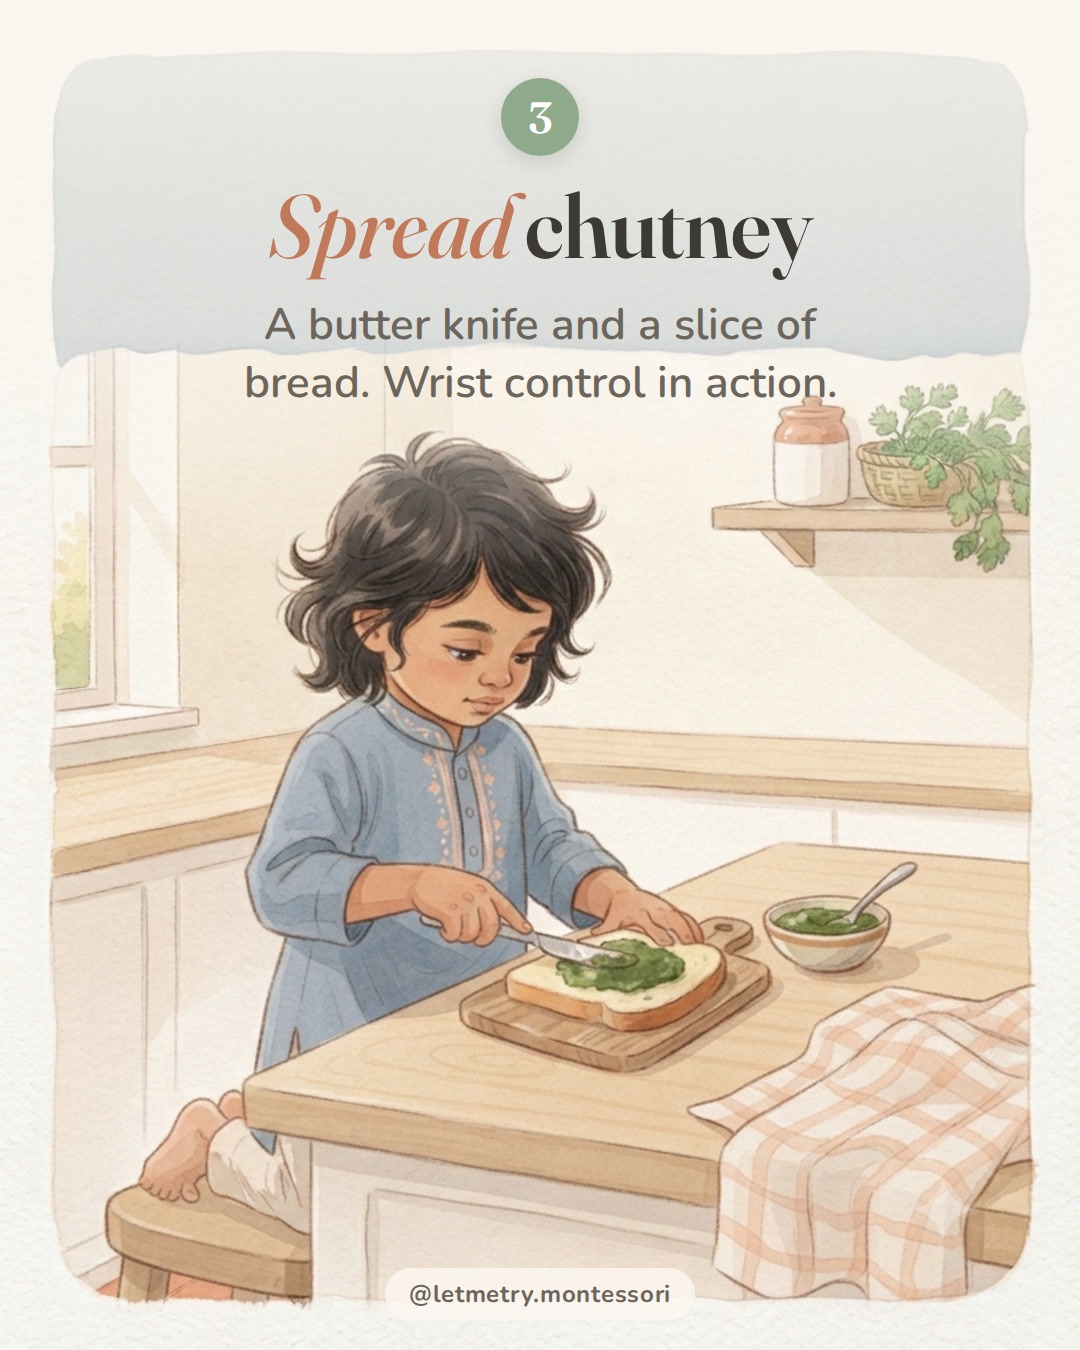 3
Spread chutney
A butter knife and a slice of
bread. Wrist control in action.
@letmetry.montessori